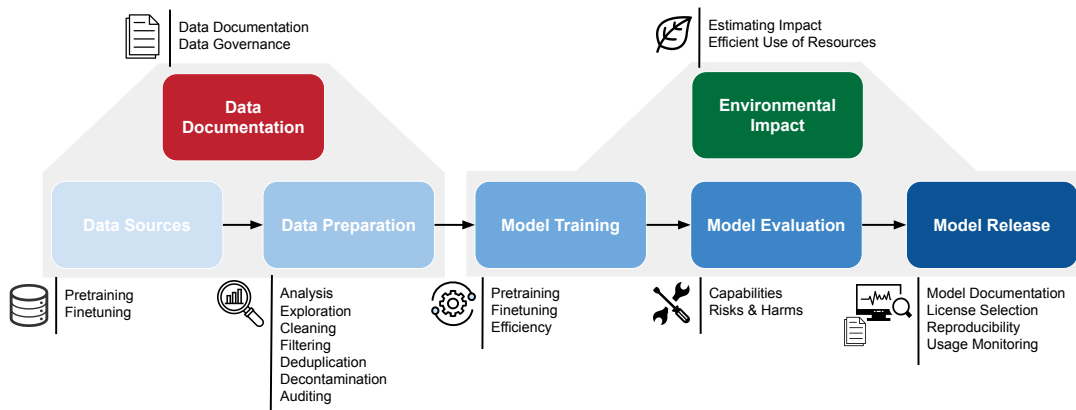 Data Documentation
Data Governance
Estimating Impact
Efficient Use of Resources
Data
Documentation
Environmental
Impact
Data Sources
Data Preparation
Model Training
Model Evaluation
Model Release
Pretraining
Finetuning
Analysis
Exploration
Cleaning
Filtering
Deduplication
Decontamination
Auditing
Pretraining
Finetuning
Efficiency
Capabilities
Risks & Harms
Model Documentation
License Selection
Reproducibility
Usage Monitoring